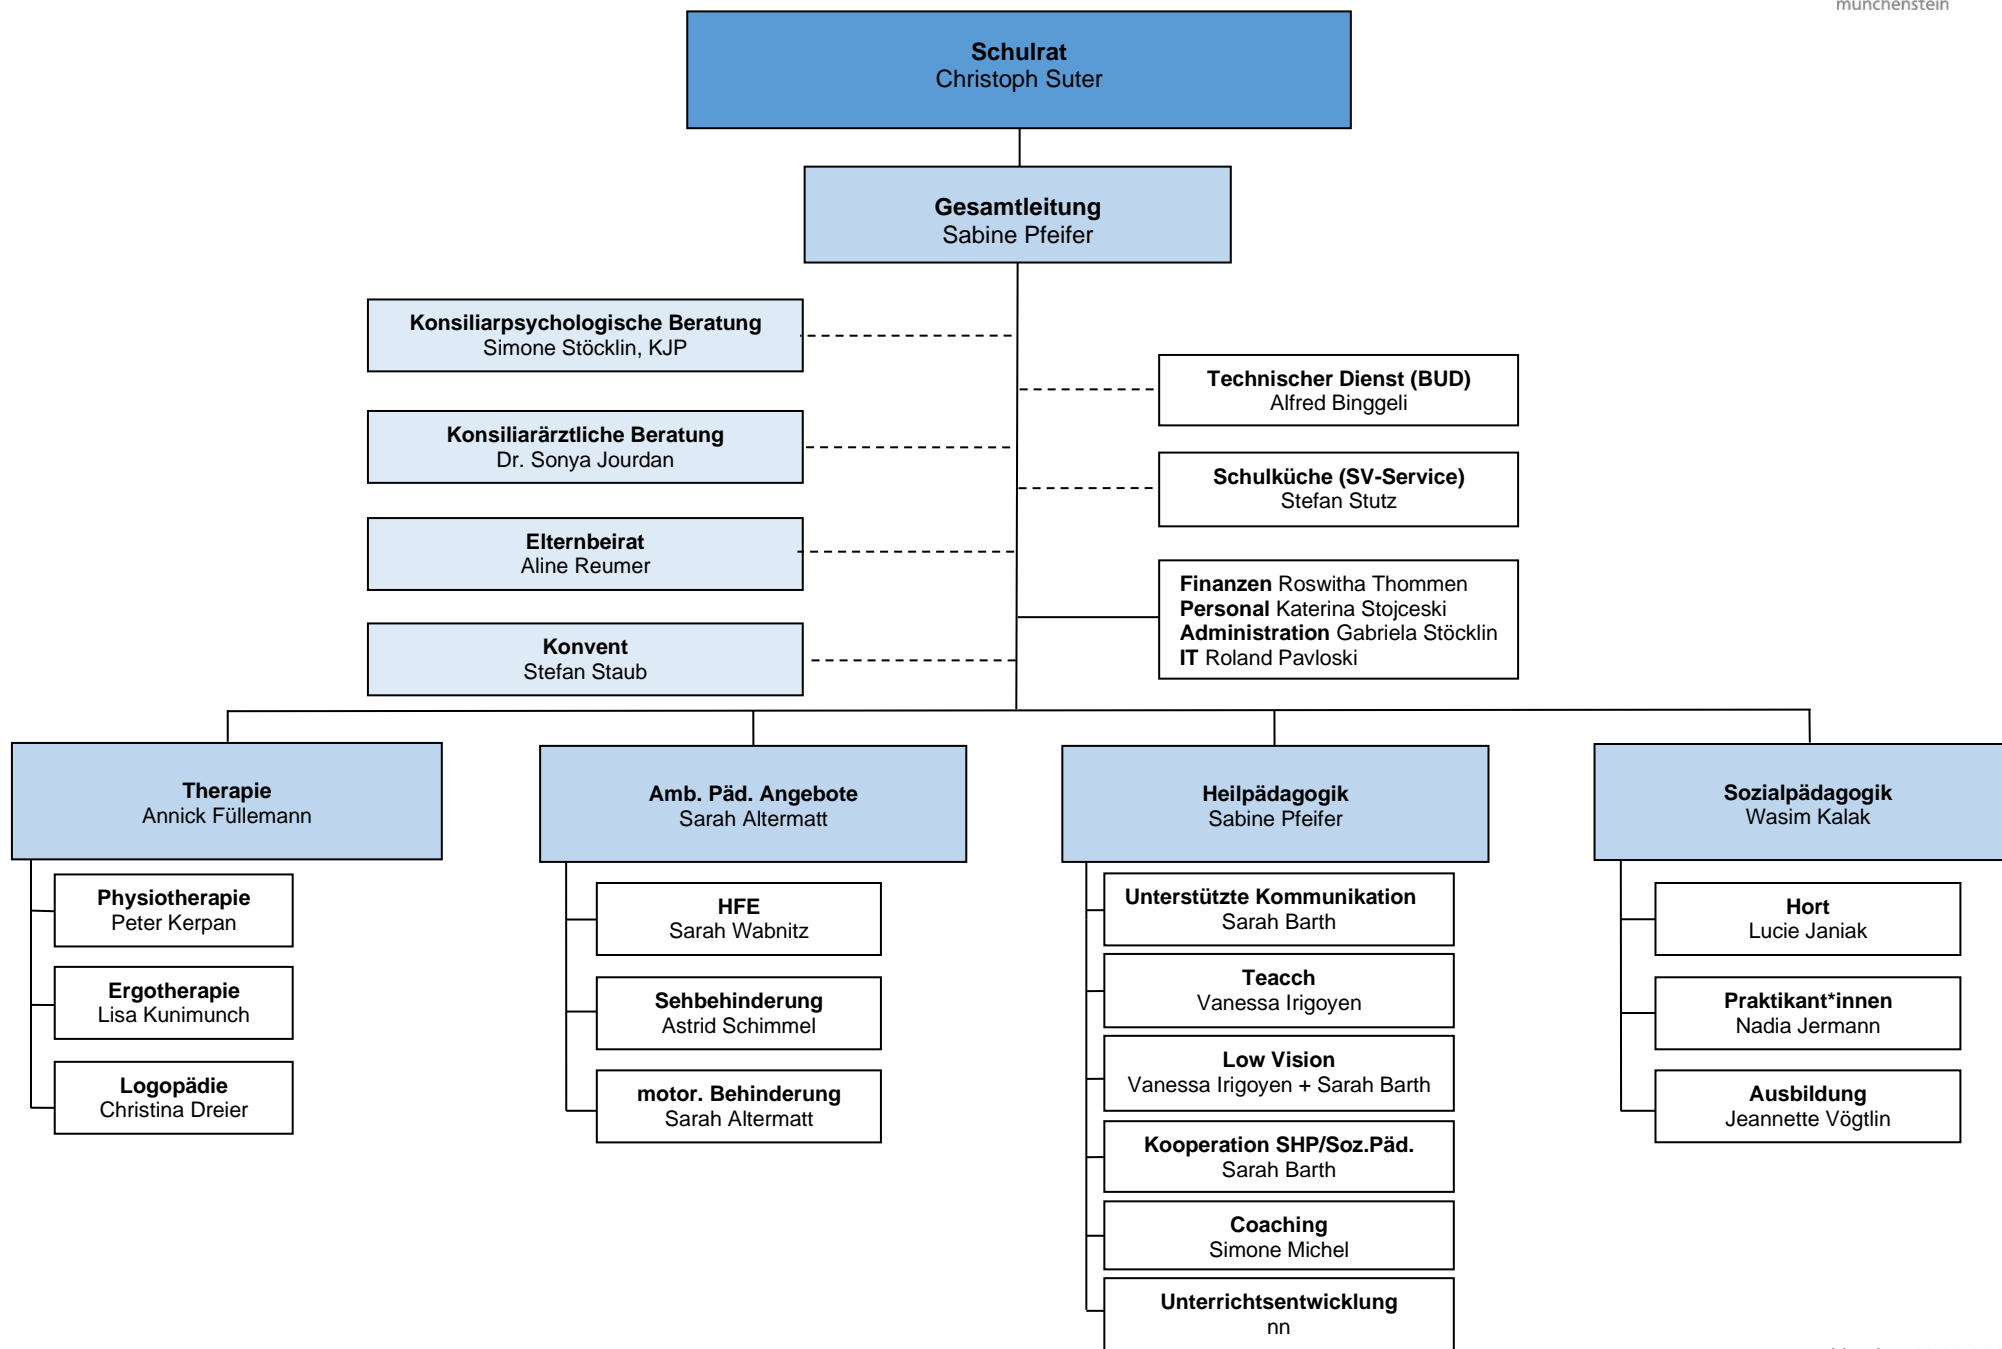 münchenstein
Schulrat
Christoph Suter
Gesamtleitung
Sabine Pfeifer
Konsiliarpsychologische Beratung
Simone Stöcklin, KJP
Technischer Dienst (BUD)
Alfred Binggeli
Konsiliarärztliche Beratung
Dr. Sonya Jourdan
Schulküche (SV-Service)
Stefan Stutz
Elternbeirat
Aline Reumer
Finanzen Roswitha Thommen
Personal Katerina Stojceski
Administration Gabriela Stöcklin
IT Roland Pavloski
Konvent
Stefan Staub
Therapie
Annick Füllemann
Physiotherapie
Peter Kerpan
Ergotherapie
Lisa Kunimunch
Logopädie
Christina Dreier
Amb. Päd. Angebote
Sarah Altermatt
HFE
Sarah Wabnitz
Sehbehinderung
Astrid Schimmel
motor. Behinderung
Sarah Altermatt
Heilpädagogik
Sabine Pfeifer
Unterstützte Kommunikation
Sarah Barth
Teacch
Vanessa Irigoyen
Low Vision
Vanessa Irigoyen + Sarah Barth
Kooperation SHP/Soz.Päd.
Sarah Barth
Coaching
Simone Michel
Unterrichtsentwicklung
nn
Sozialpädagogik
Wasim Kalak
Hort
Lucie Janiak
Praktikant*innen
Nadia Jermann
Ausbildung
Jeannette Vögtlin